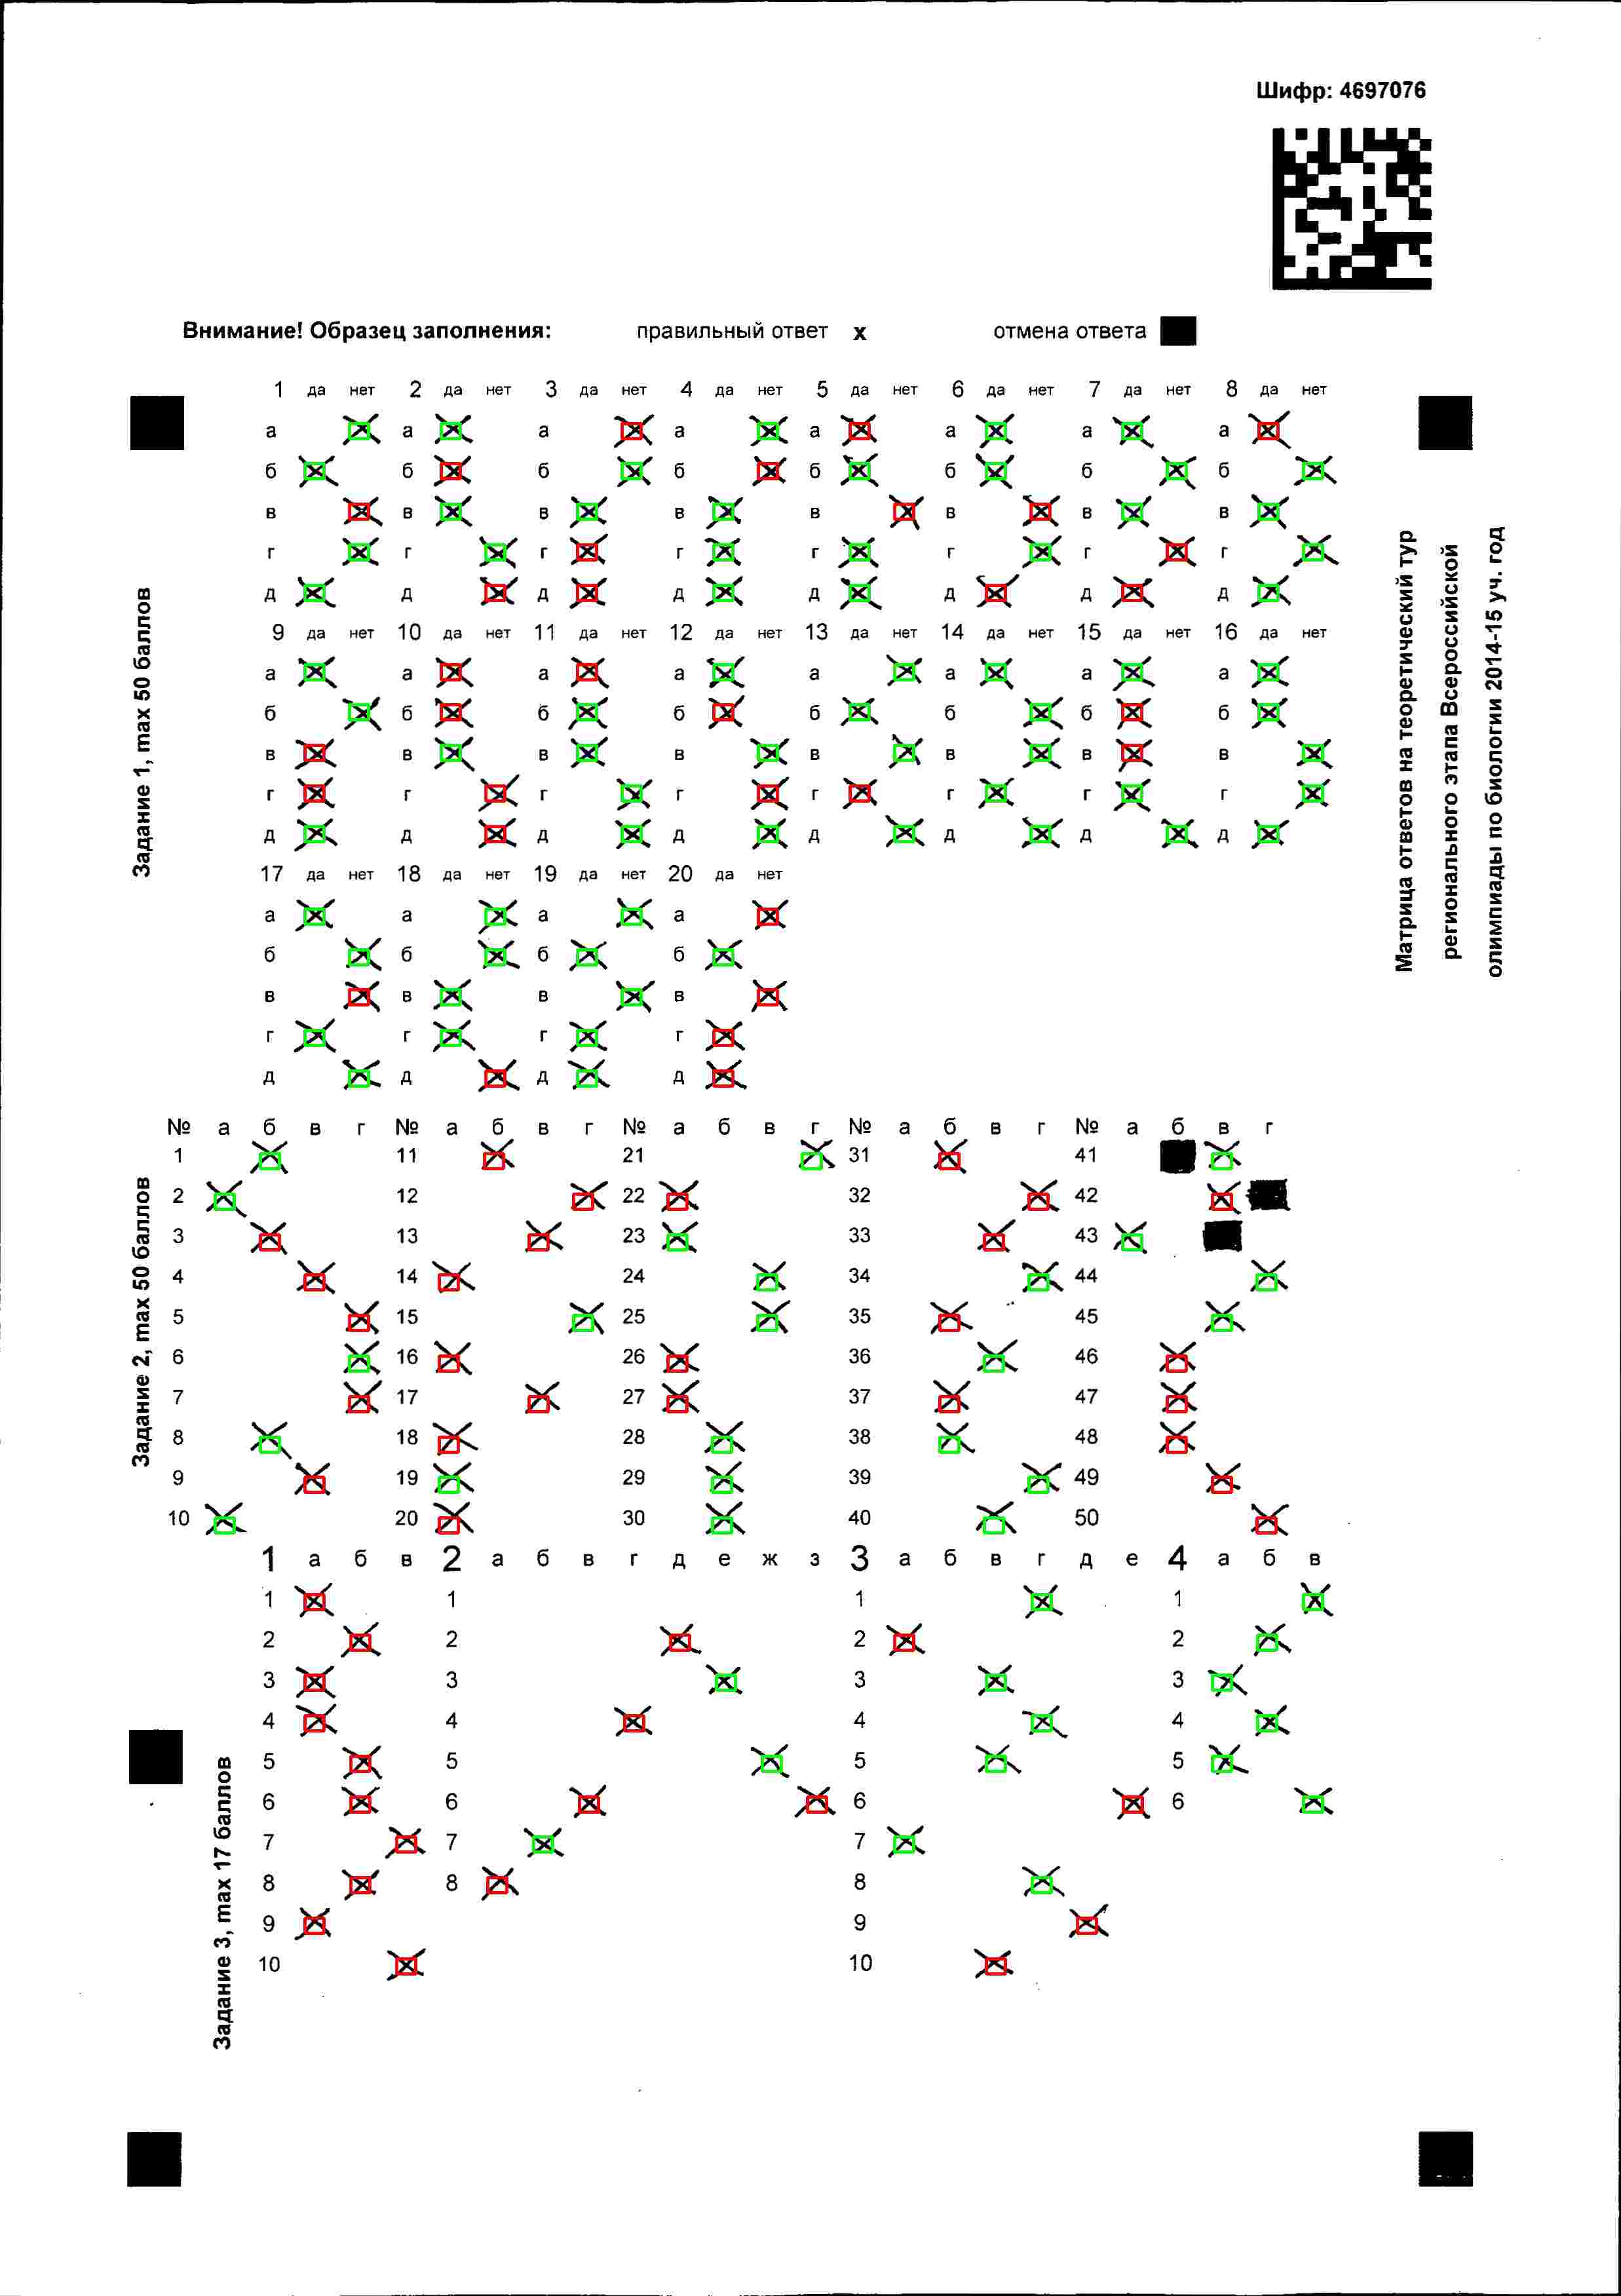 Шифр: 4697076
Внимание! Образец заполнения: правильный ответ x отмена ответа
1 да нет 2 да нет 3 да нет 4 да нет 5 да нет 6 да нет 7 да нет 8 да нет
а а а а а а а а
б б б б б б б б
в в в в в в в в
г г г г г г г г
д д д д д д д д
9 да нет 10 да нет 11 да нет 12 да нет 13 да нет 14 да нет 15 да нет 16 да нет
а а а а а а а а
б б б б б б б б
в в в в в в в в
г г г г г г г г
д д д д д д д д
17 да нет 18 да нет 19 да нет 20 да нет
а а а а
б б б б
в в в в
г г г г
д д д д
Задание 1, max 50 баллов
Матрица ответов на теоретический тур
регионального этапа Всероссийской
олимпиады по биологии 2014-15 уч. год
№ а б в г № а б в г № а б в г № а б в г № а б в г
1 11 21 31 41
2 12 22 32 42
3 13 23 33 43
4 14 24 34 44
5 15 25 35 45
6 16 26 36 46
7 17 27 37 47
8 18 28 38 48
9 19 29 39 49
10 20 30 40 50
Задание 2, max 50 баллов
1 а б в 2 а б в г д е ж з 3 а б в г д е 4 а б в
1 1 1 1
2 2 2 2
3 3 3 3
4 4 4 4
5 5 5 5
6 6 6 6
7 7 7
8 8 8
9 9
10 10
Задание 3, max 17 баллов